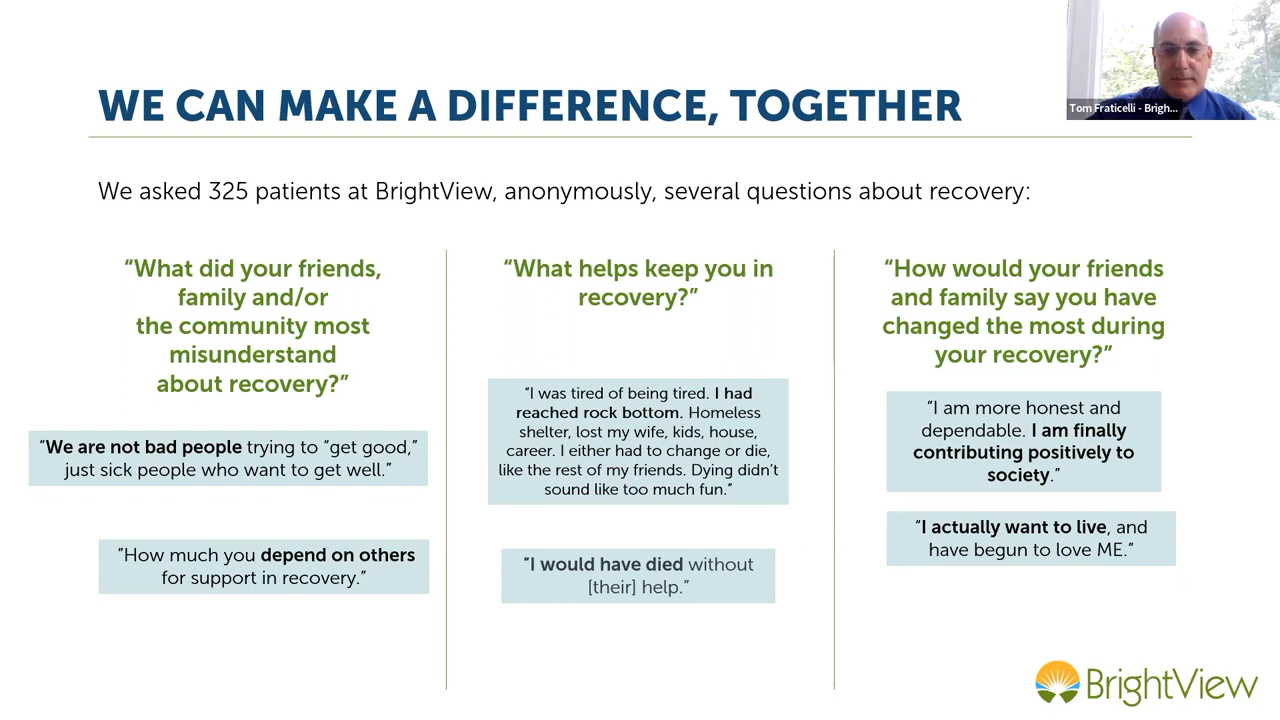 WE CAN MAKE A DIFFERENCE, TOGETHER
Tom Fraticelli - Brigh...
We asked 325 patients at BrightView, anonymously, several questions about recovery:
“What did your friends,
family and/or
the community most
misunderstand
about recovery?”
"We are not bad people trying to “get good,”
just sick people who want to get well.”
”How much you depend on others
for support in recovery.”
“What helps keep you in
recovery?”
“I was tired of being tired. I had
reached rock bottom. Homeless
shelter, lost my wife, kids, house,
career. I either had to change or die,
like the rest of my friends. Dying didn’t
sound like too much fun.”
“I would have died without
[their] help.”
“How would your friends
and family say you have
changed the most during
your recovery?”
“I am more honest and
dependable. I am finally
contributing positively to
society.”
“I actually want to live, and
have begun to love ME.”
BrightView